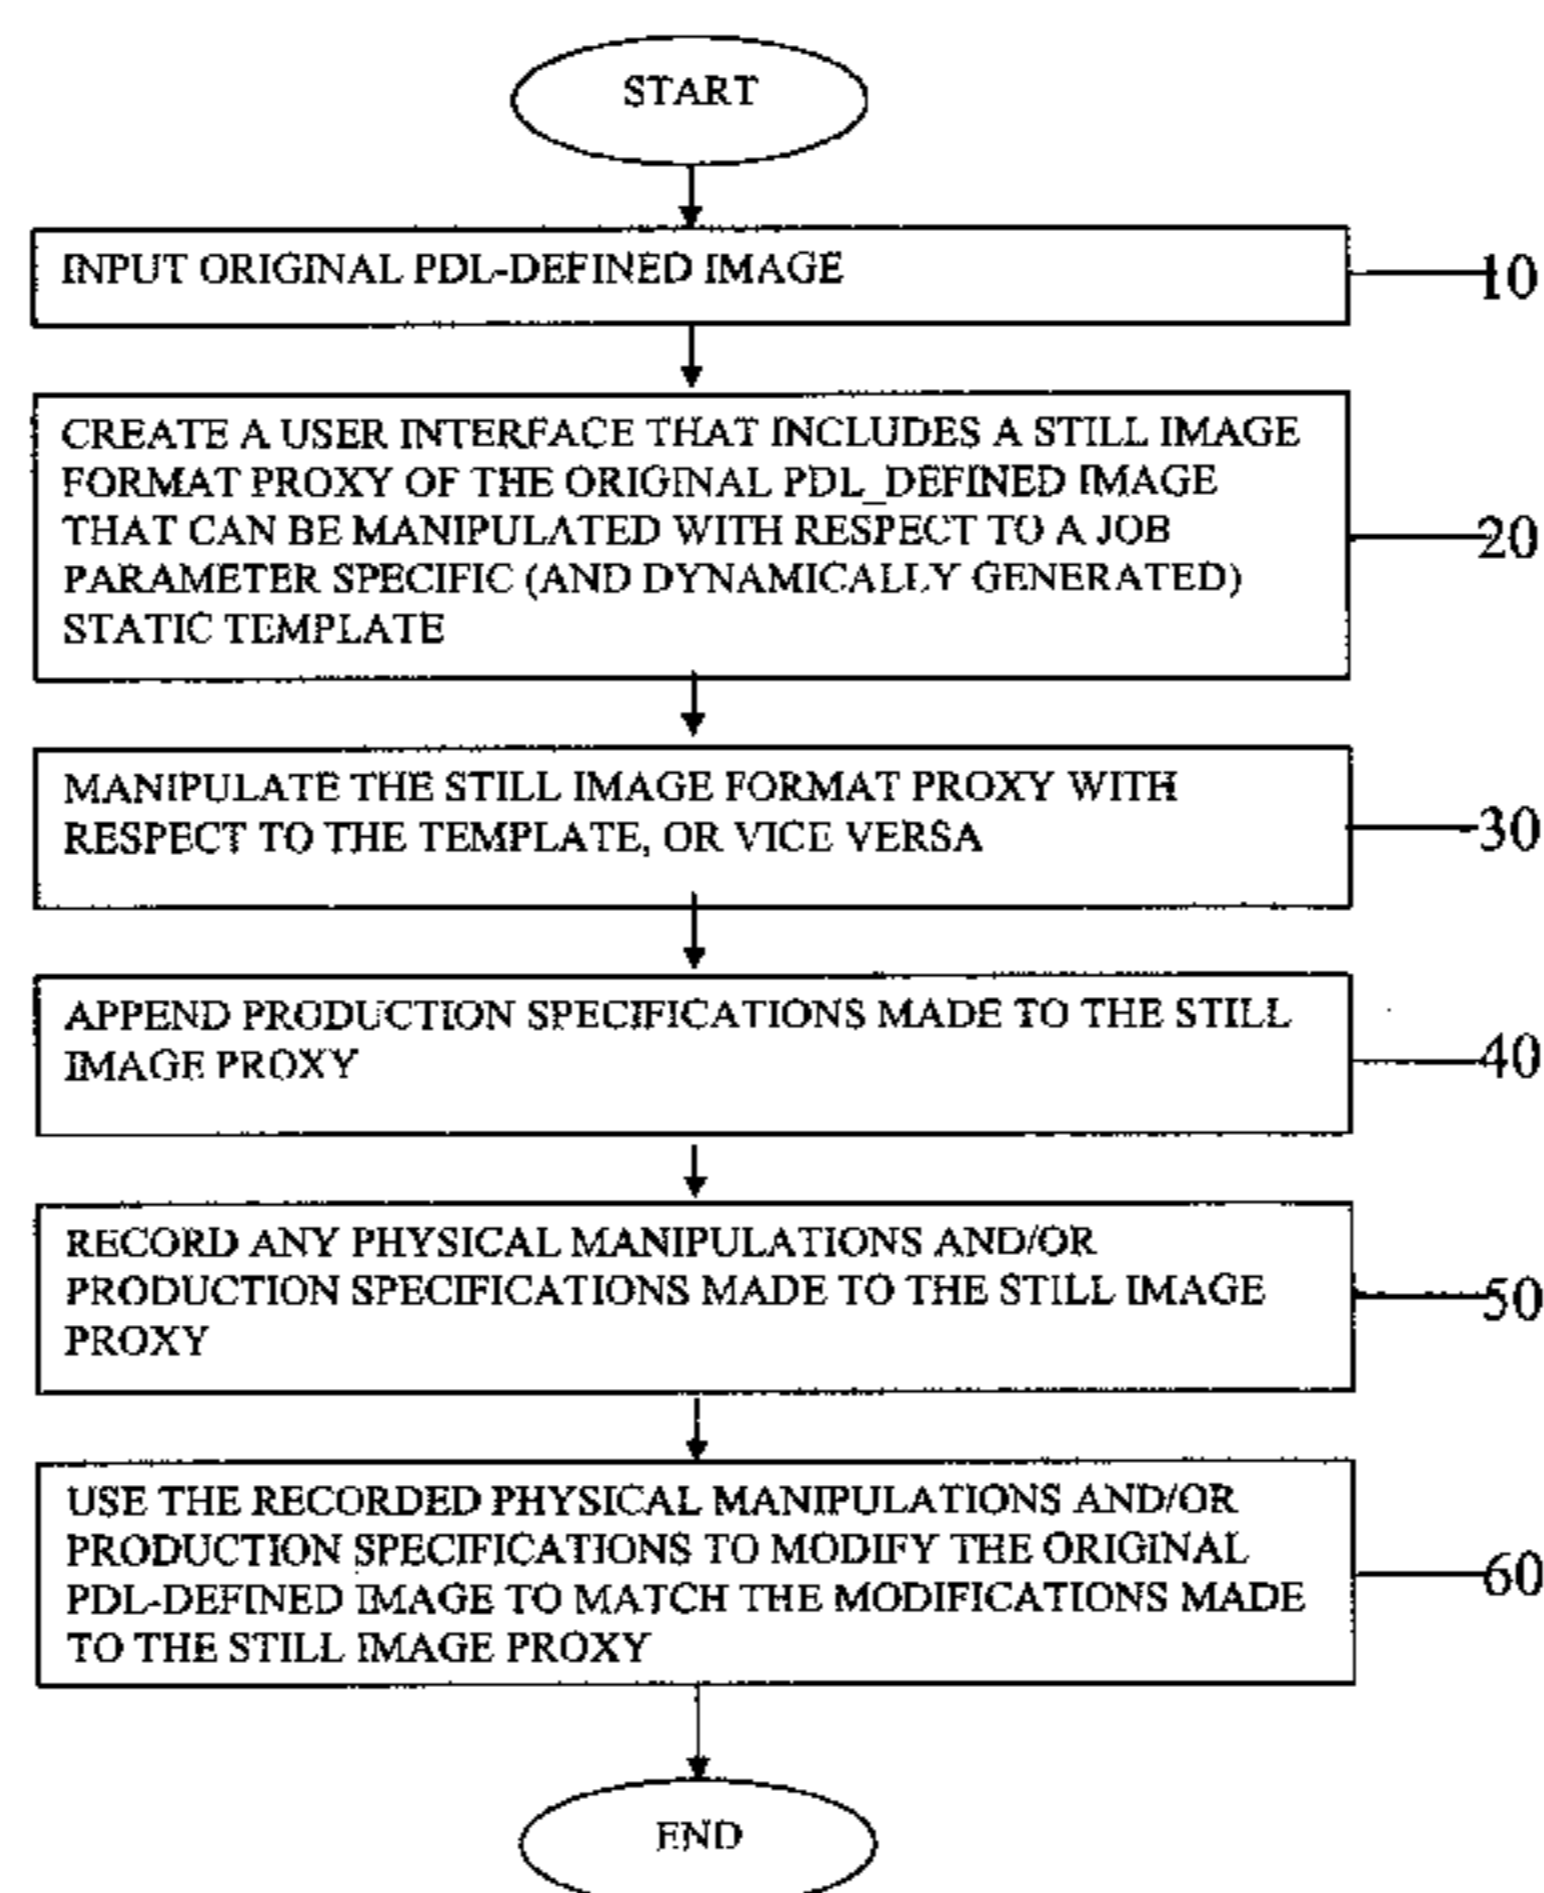 START
INPUT ORIGINAL PDL-DEFINED IMAGE
10
CREATE A USER INTERFACE THAT INCLUDES A STILL IMAGE
FORMAT PROXY OF THE ORIGINAL PDL_DEFINED IMAGE
THAT CAN BE MANIPULATED WITH RESPECT TO A JOB
PARAMETER SPECIFIC (AND DYNAMICALLY GENERATED)
STATIC TEMPLATE
20
MANIPULATE THE STILL IMAGE FORMAT PROXY WITH
RESPECT TO THE TEMPLATE, OR VICE VERSA
30
APPEND PRODUCTION SPECIFICATIONS MADE TO THE STILL
IMAGE PROXY
40
RECORD ANY PHYSICAL MANIPULATIONS AND/OR
PRODUCTION SPECIFICATIONS MADE TO THE STILL IMAGE
PROXY
50
USE THE RECORDED PHYSICAL MANIPULATIONS AND/OR
PRODUCTION SPECIFICATIONS TO MODIFY THE ORIGINAL
PDL-DEFINED IMAGE TO MATCH THE MODIFICATIONS MADE
TO THE STILL IMAGE PROXY
60
END